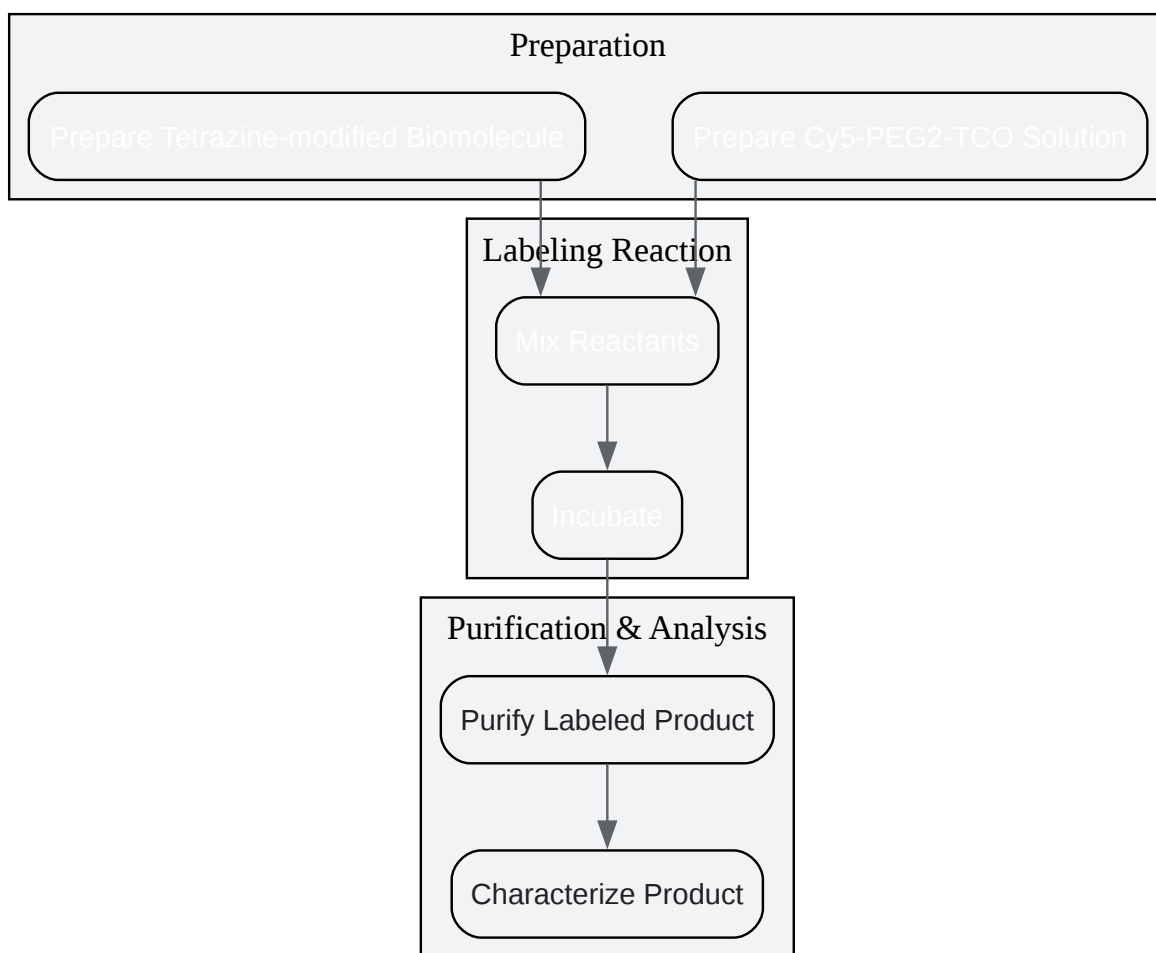 Preparation
Prepare Tetrazine-modified Biomolecule
Prepare Cy5-PEG2-TCO Solution
Labeling Reaction
Mix Reactants
Incubate
Purification & Analysis
Purify Labeled Product
Characterize Product